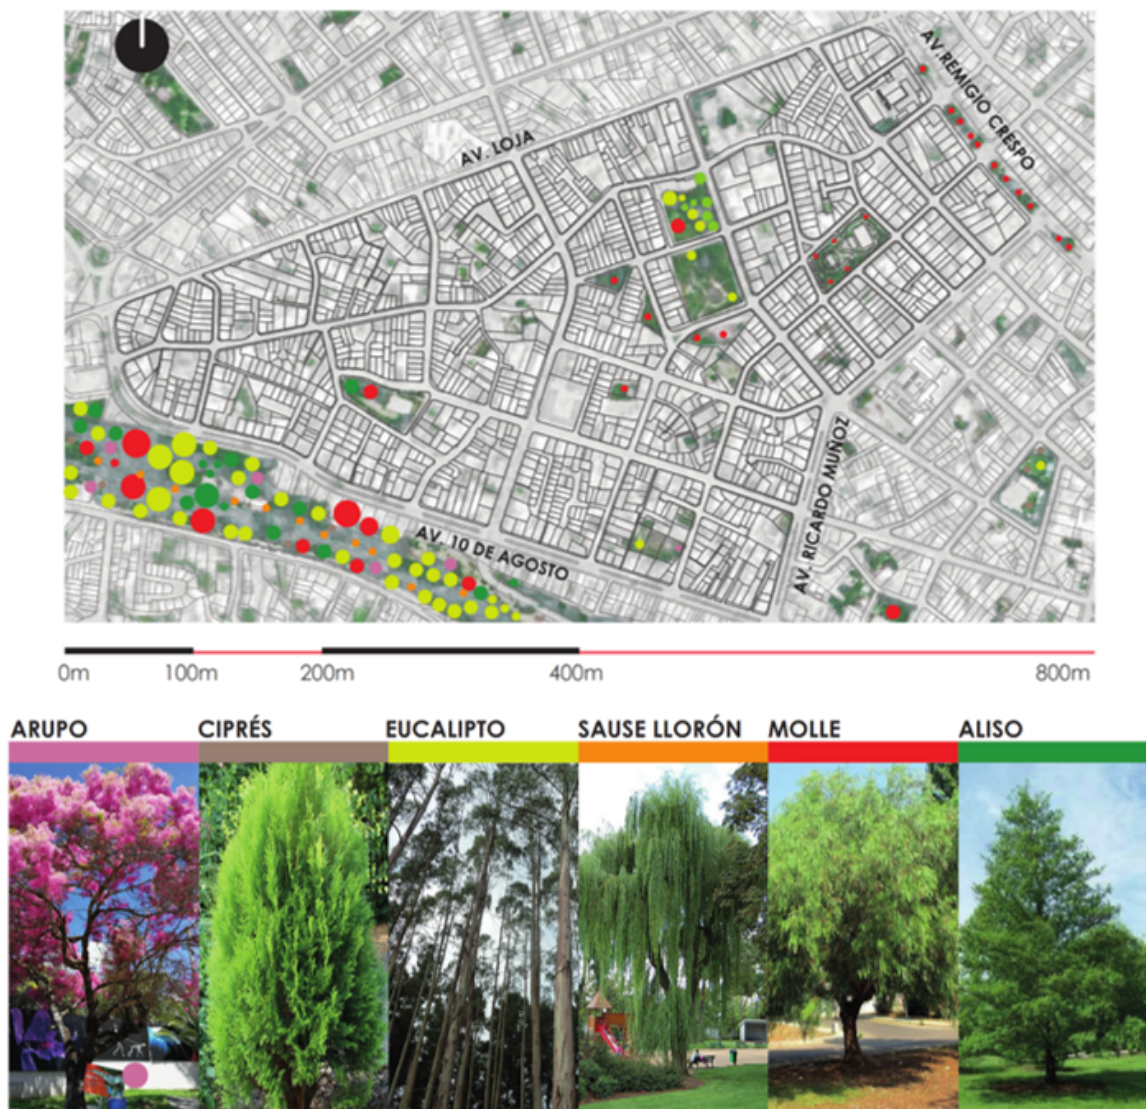 AV. REMIGIO CRESPO
AV. LOJA
AV. RICARDO MUÑOZ
AV. 10 DE AGOSTO
0m 100m 200m 400m 800m
ARUPO CIPRÉS EUCALIPTO SAUSE LLORÓN MOLLE ALISO